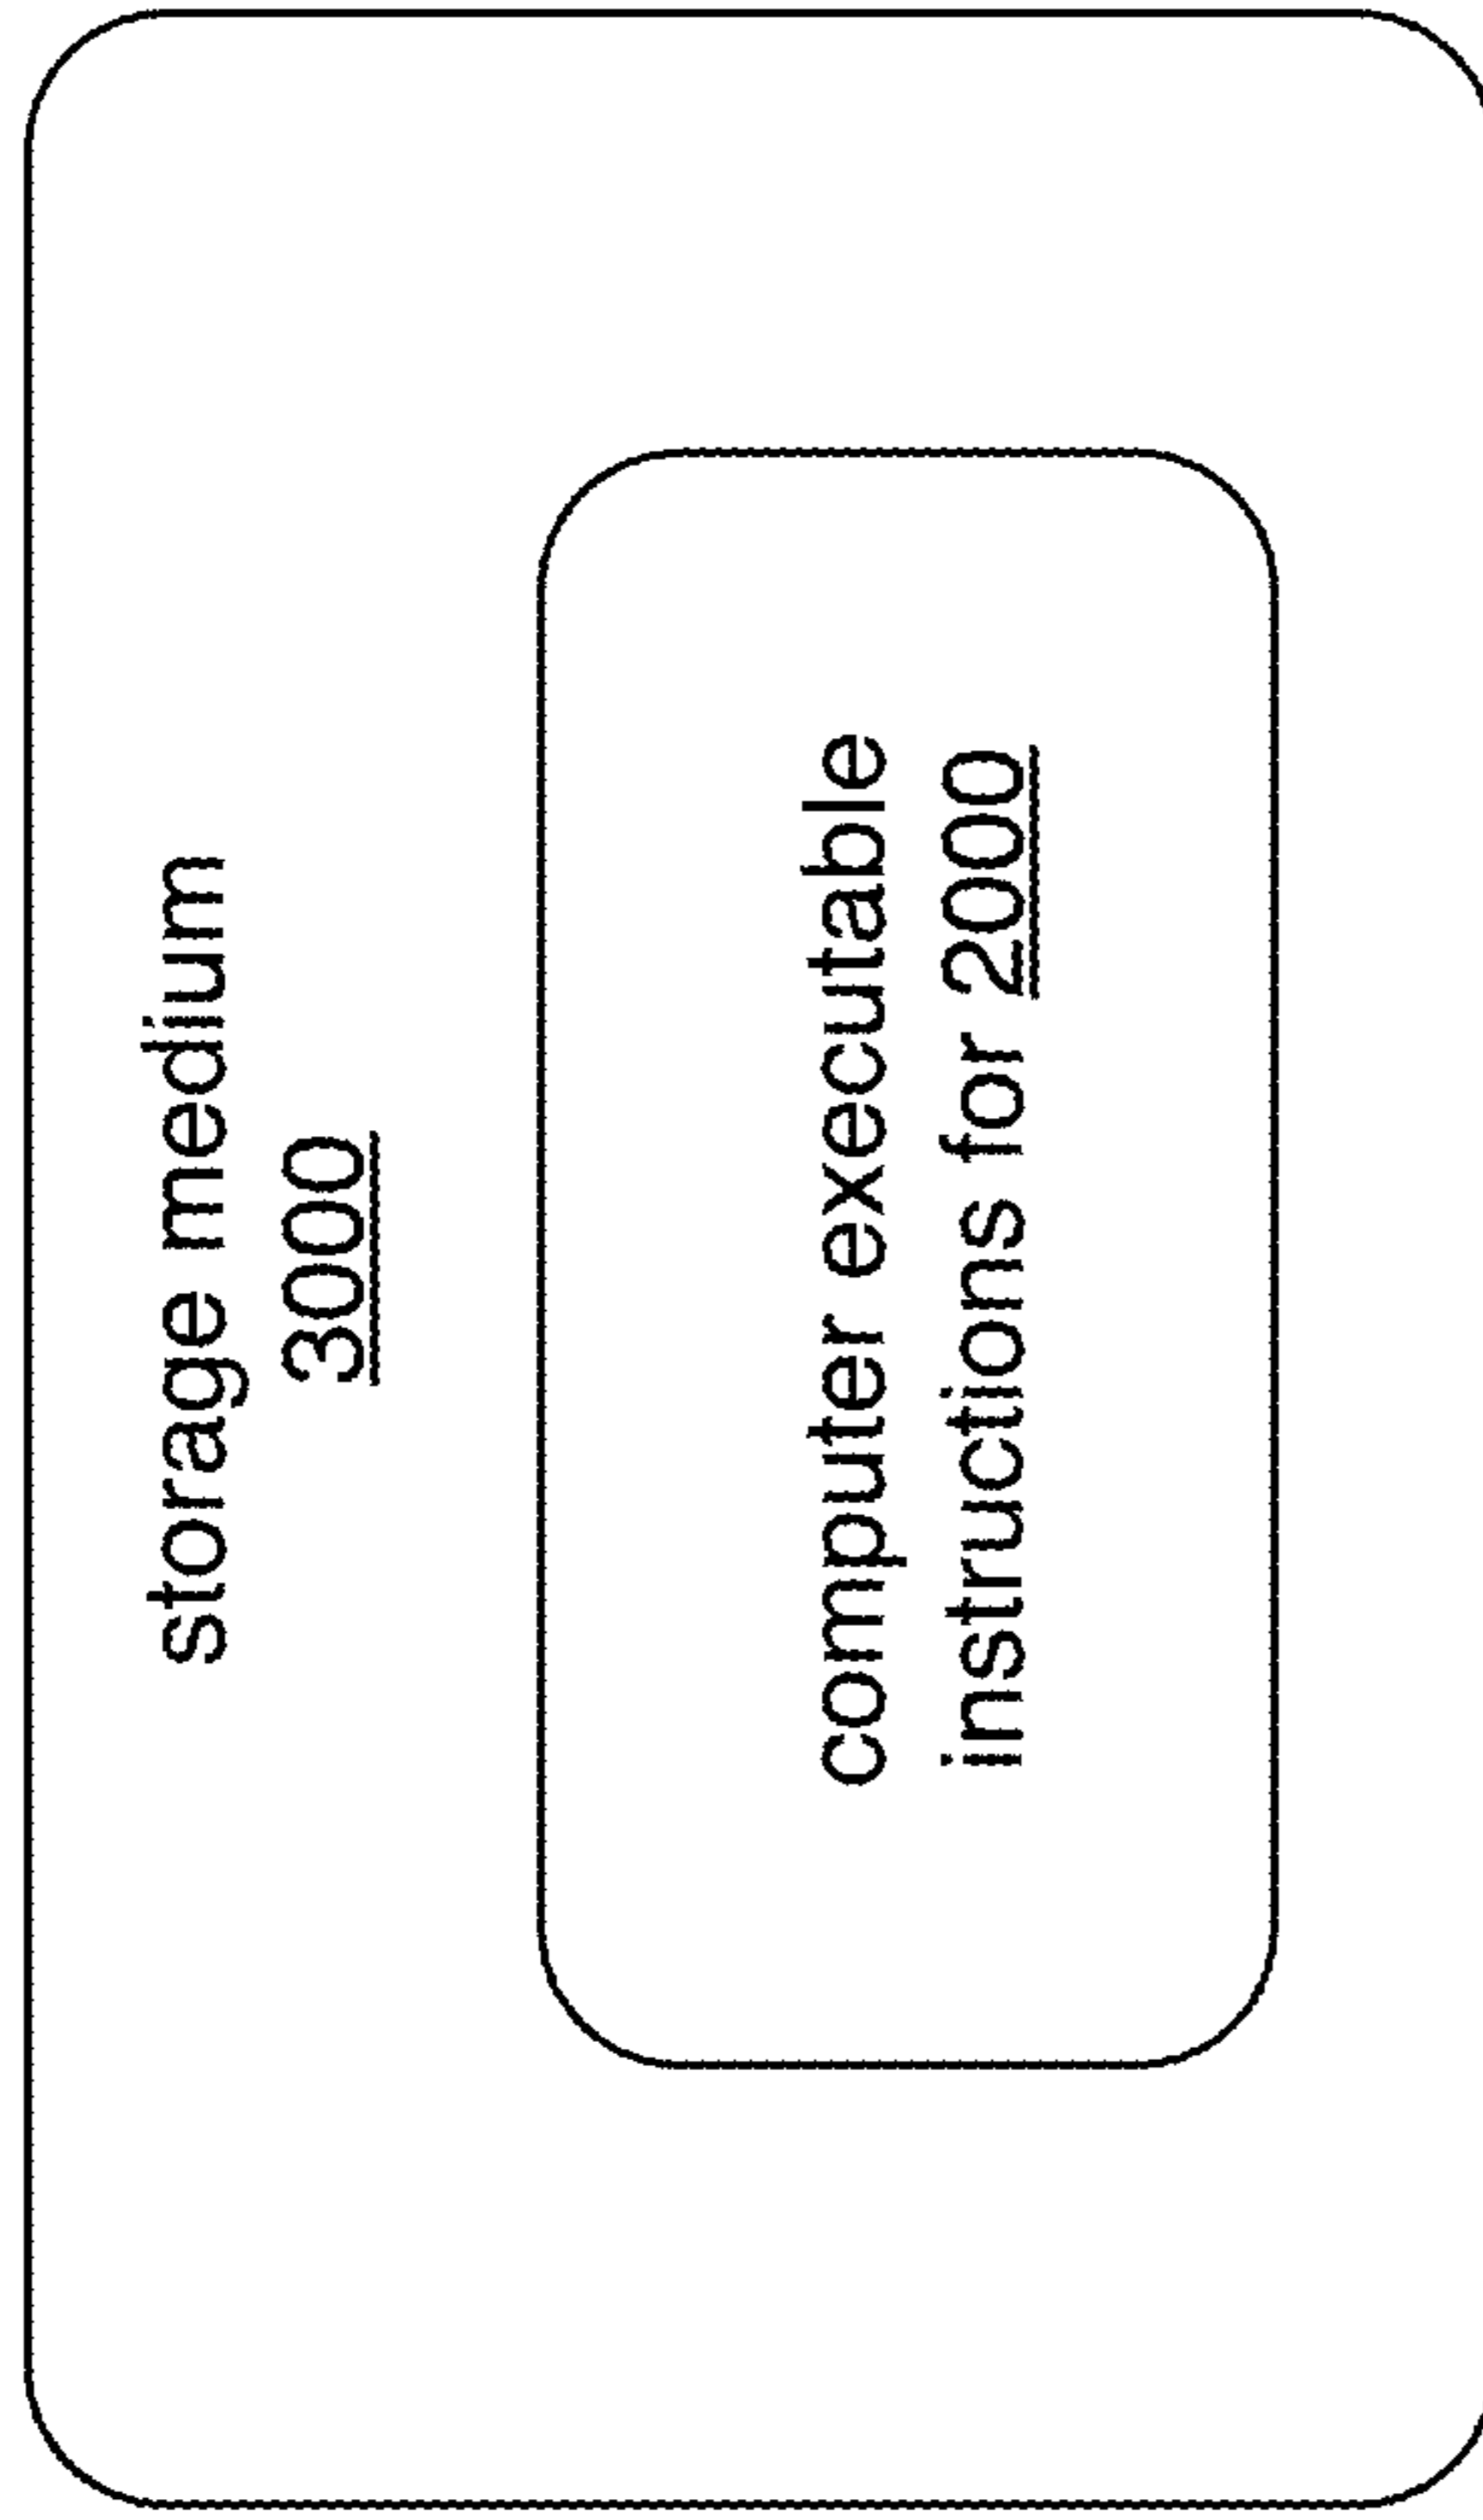 storage medium
3000
computer executable
instructions for 2000